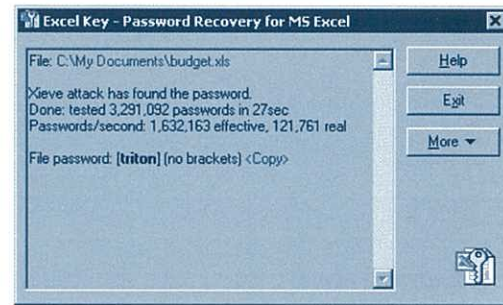 Excel Key - Password Recovery for MS Excel
File: C:\My Documents\budget.xls
Xieve attack has found the password.
Done: tested 3,291,092 passwords in 27sec
Passwords/second: 1,632,163 effective, 121,761 real
File password: [triton] (no brackets) <Copy>
Help
Exit
More